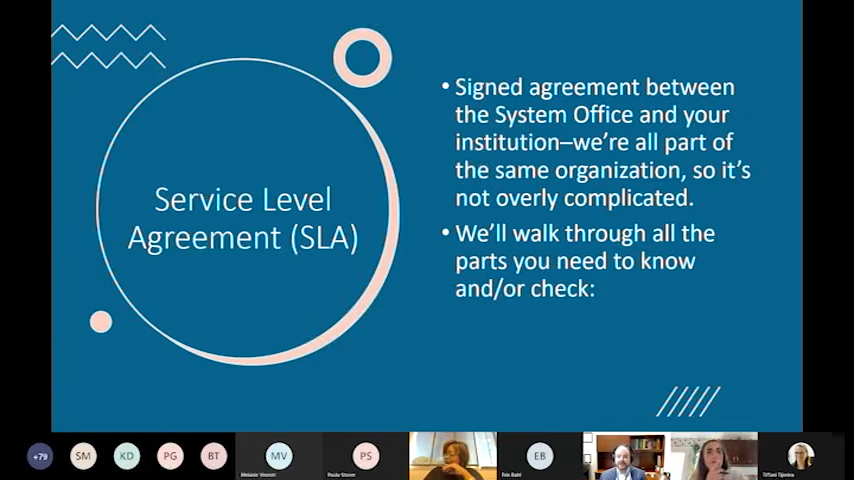 Service Level
Agreement (SLA)
• Signed agreement between
the System Office and your
institution–we’re all part of
the same organization, so it’s
not overly complicated.
• We’ll walk through all the
parts you need to know
and/or check:
+79
SM
KD
PG
BT
MV
PS
EB